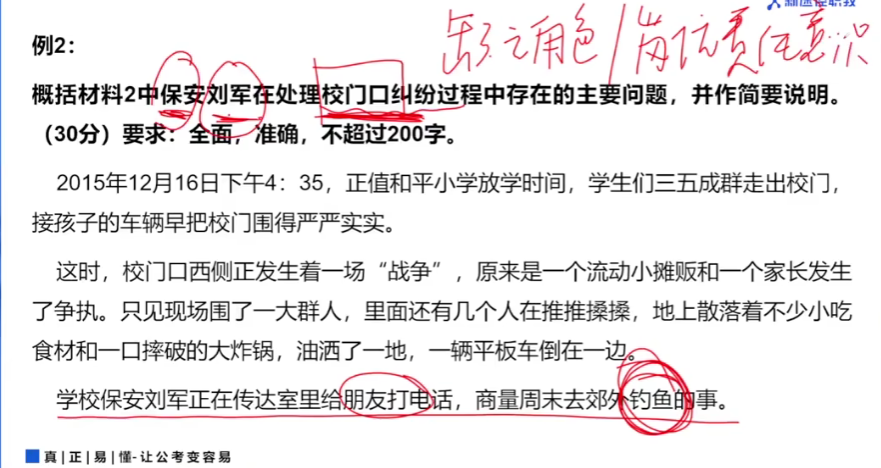 例2：
缺乏角色/岗位责任意识
概括材料2中保安刘军在处理校门口纠纷过程中存在的主要问题，并作简要说明。
（30分）要求：全面，准确，不超过200字。
2015年12月16日下午4：35，正值和平小学放学时间，学生们三五成群走出校门，
接孩子的车辆早把校门围得严严实实。
这时，校门口西侧正发生着一场“战争”，原来是一个流动小摊贩和一个家长发生
了争执。只见现场围了一大群人，里面还有几个人在推推搡搡，地上散落着不少小吃
食材和一口摔破的大炸锅，油洒了一地，一辆平板车倒在一边。
学校保安刘军正在传达室里给朋友打电话，商量周末去郊外钓鱼的事。
真|正|易|懂-让公考变容易